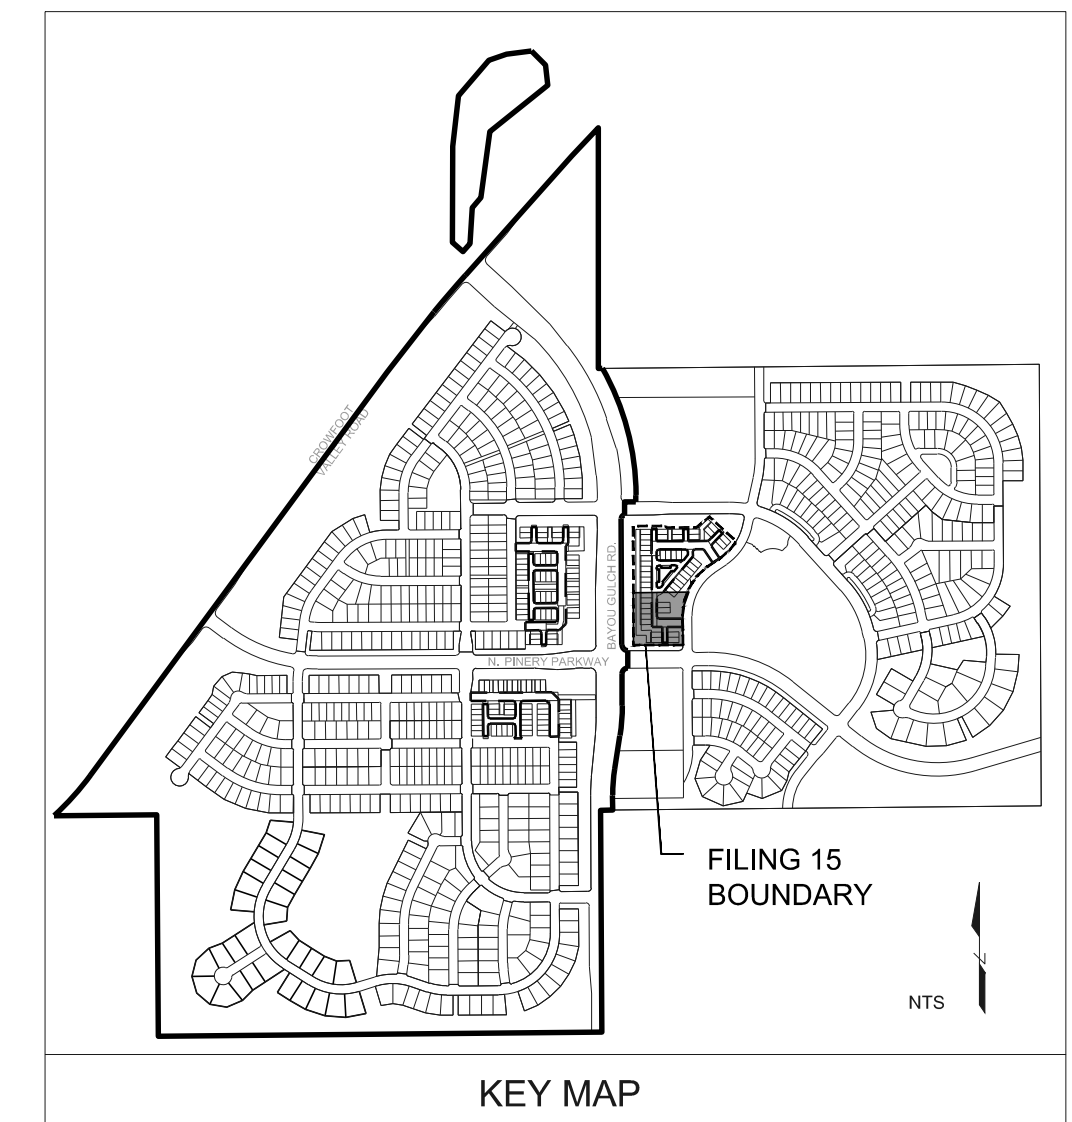 CROWFOOT
VALLEY ROAD
BAYOU GULCH RD.
N. PINERY PARKWAY
FILING 15
BOUNDARY
N
NTS
KEY MAP